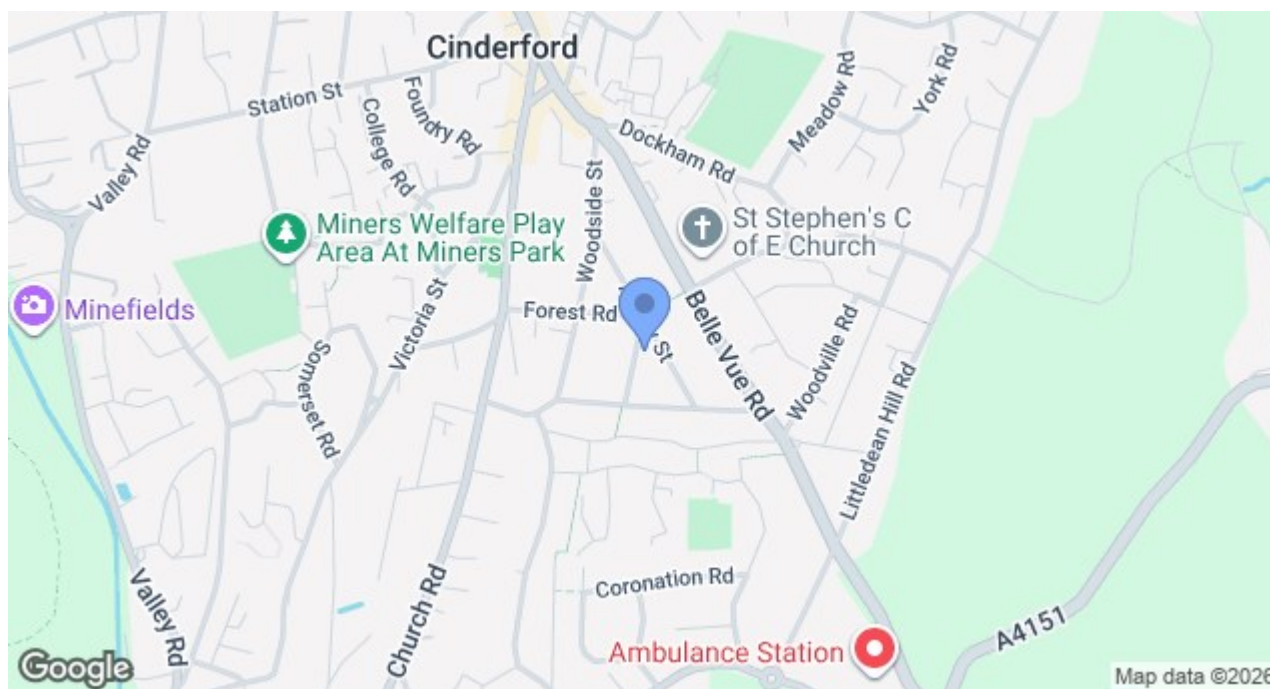 Cinderford
Station St
Foundry Rd
College Rd
Valley Rd
Dockham Rd
Meadow Rd
York Rd
Woodside St
Miners Welfare Play
Area At Miners Park
St Stephen's C
of E Church
Minefields
Victoria St
Forest Rd
St
Belle Vue Rd
Woodville Rd
Somerset Rd
Littledean Hill Rd
Church Rd
Valley Rd
Coronation Rd
Ambulance Station
A4151
Google
Map data ©2026